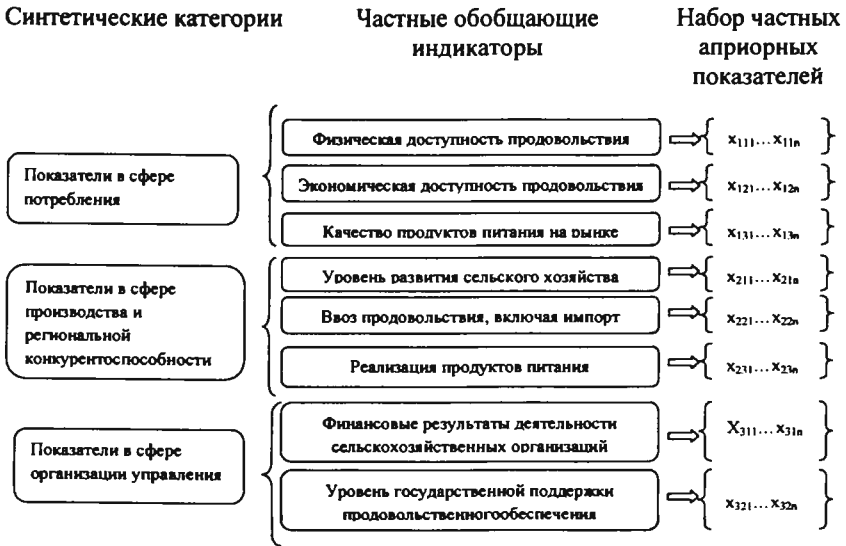 Синтетические категории
Частные обобщающие
индикаторы
Набор частных
априорных
показателей
Показатели в сфере
потребления
Физическая доступность продовольствия
{ x111…x11n }
Экономическая доступность продовольствия
{ x121…x12n }
Качество продуктов питания на рынке
{ x131…x13n }
Показатели в сфере
производства и
региональной
конкурентоспособности
Уровень развития сельского хозяйства
{ x211…x21n }
Ввоз продовольствия, включая импорт
{ x221…x22n }
Реализация продуктов питания
{ x231…x23n }
Показатели в сфере
организации управления
Финансовые результаты деятельности
сельскохозяйственных организаций
{ X311…x31n }
Уровень государственной поддержки
продовольственногообеспечения
{ x321…x32n }